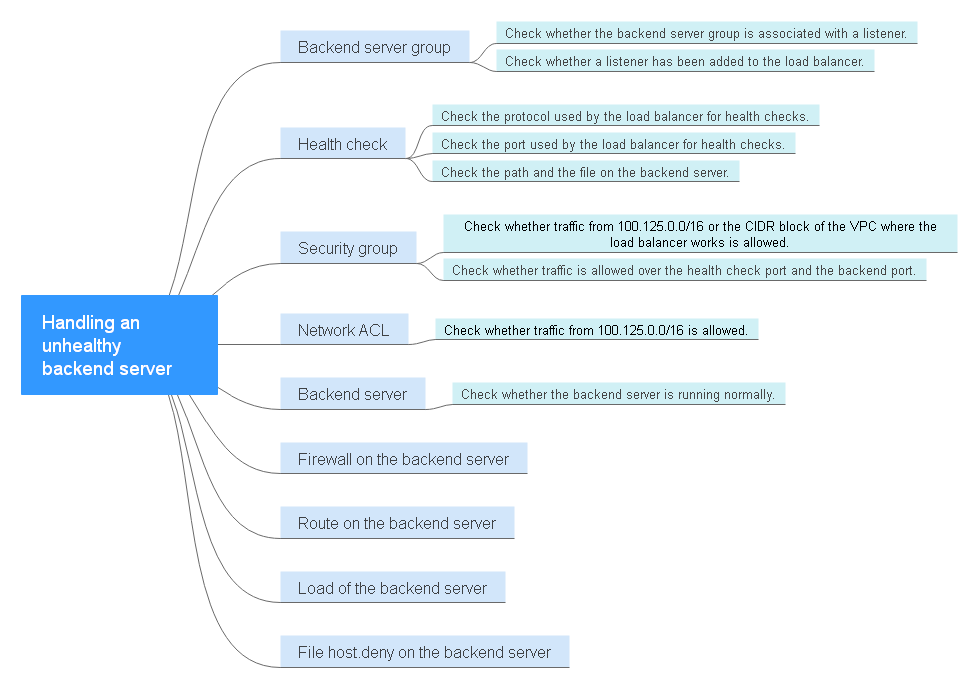 Handling an
unhealthy
backend server
Backend server group
Check whether the backend server group is associated with a listener.
Check whether a listener has been added to the load balancer.
Health check
Check the protocol used by the load balancer for health checks.
Check the port used by the load balancer for health checks.
Check the path and the file on the backend server.
Security group
Check whether traffic from 100.125.0.0/16 or the CIDR block of the VPC where the
load balancer works is allowed.
Check whether traffic is allowed over the health check port and the backend port.
Network ACL
Check whether traffic from 100.125.0.0/16 is allowed.
Backend server
Check whether the backend server is running normally.
Firewall on the backend server
Route on the backend server
Load of the backend server
File host.deny on the backend server